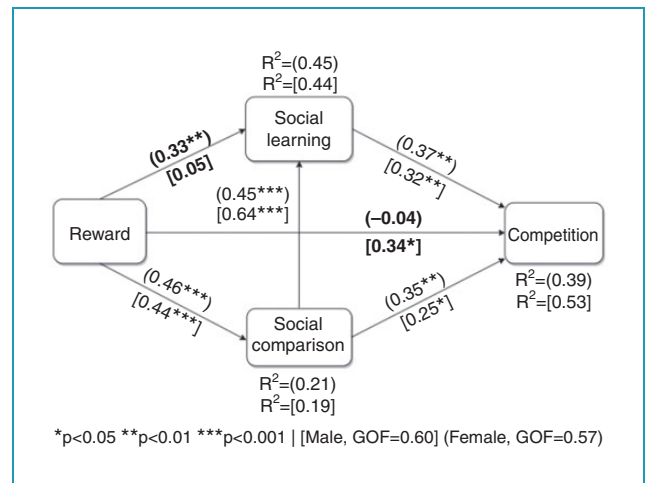 R²=(0.45)
R²=[0.44]
Social
learning
(0.33**)
[0.05]
(0.37**)
[0.32**]
(0.45***)
[0.64***]
(–0.04)
Reward
Competition
[0.34*]
(0.46***)
[0.44***]
(0.35**)
[0.25*]
R²=(0.39)
R²=[0.53]
Social
comparison
R²=(0.21)
R²=[0.19]
*p<0.05 **p<0.01 ***p<0.001 | [Male, GOF=0.60] (Female, GOF=0.57)